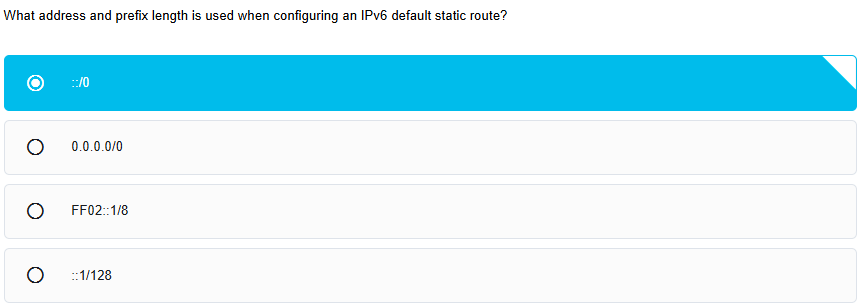 What address and prefix length is used when configuring an IPv6 default static route?
::/0
0.0.0.0/0
FF02::1/8
::1/128